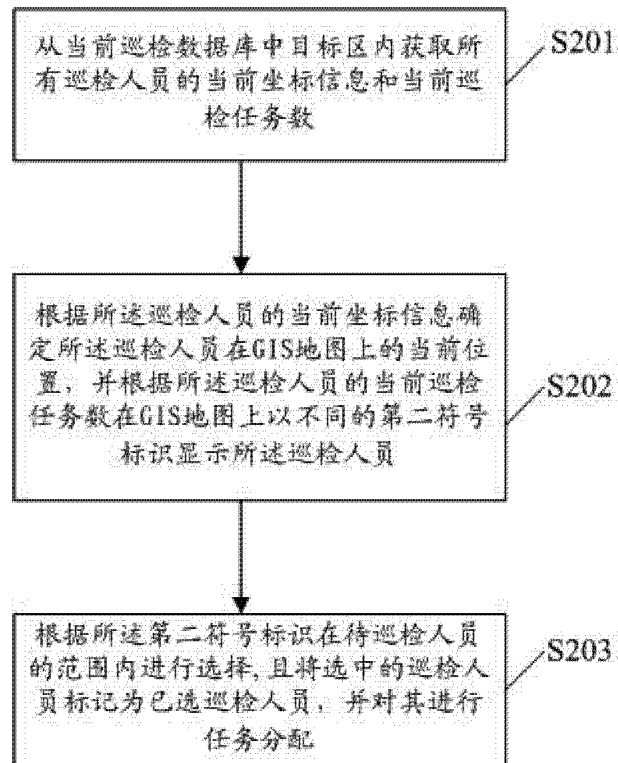 从当前巡检数据库中目标区内获取所
有巡检人员的当前坐标信息和当前巡
检任务数
S201
根据所述巡检人员的当前坐标信息确
定所述巡检人员在GIS地图上的当前位
置，并根据所述巡检人员的当前巡检
任务数在GIS地图上以不同的第二符号
标识显示所述巡检人员
S202
根据所述第二符号标识在待巡检人员
的范围内进行选择,且将选中的巡检人
员标记为已选巡检人员，并对其进行
任务分配
S203